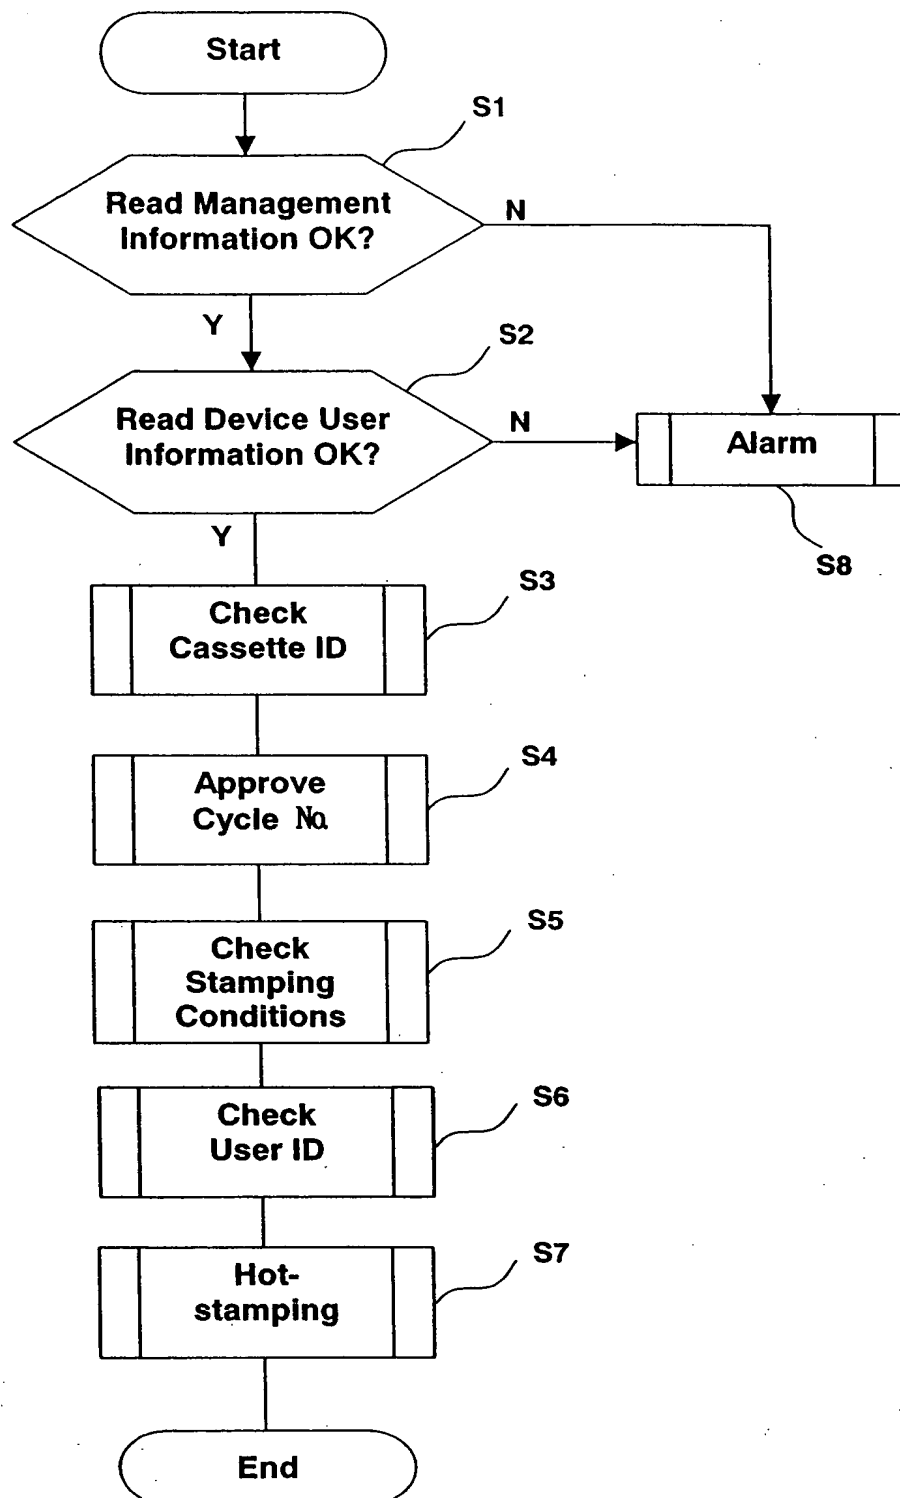 Start
S1
Read Management
Information OK?
N
Y
S2
Read Device User
Information OK?
N
Alarm
S8
Y
S3
Check
Cassette ID
S4
Approve
Cycle No.
S5
Check
Stamping
Conditions
S6
Check
User ID
S7
Hot-
stamping
End